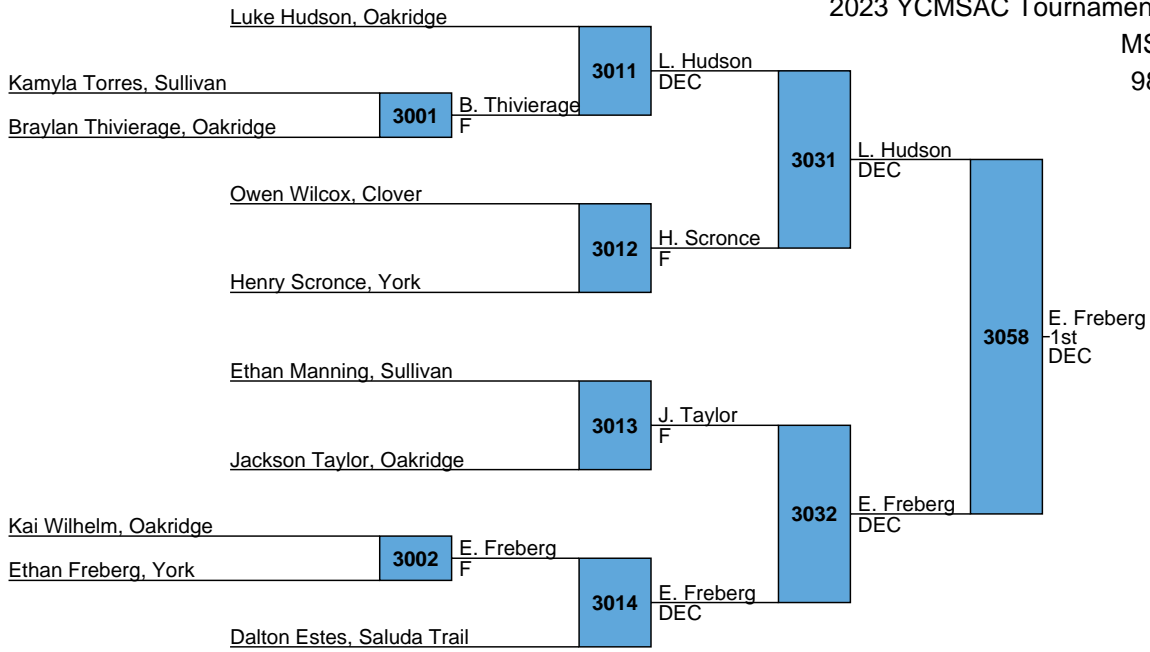 2023 YCMSAC Tournamen
MS
98
Luke Hudson, Oakridge
3011
L. Hudson
DEC
Kamyla Torres, Sullivan
3001
B. Thivierage
F
Braylan Thivierage, Oakridge
3031
L. Hudson
DEC
Owen Wilcox, Clover
3012
H. Scronce
F
Henry Scronce, York
3058
E. Freberg
1st
DEC
Ethan Manning, Sullivan
3013
J. Taylor
F
Jackson Taylor, Oakridge
3032
E. Freberg
DEC
Kai Wilhelm, Oakridge
3002
E. Freberg
F
Ethan Freberg, York
3014
E. Freberg
DEC
Dalton Estes, Saluda Trail